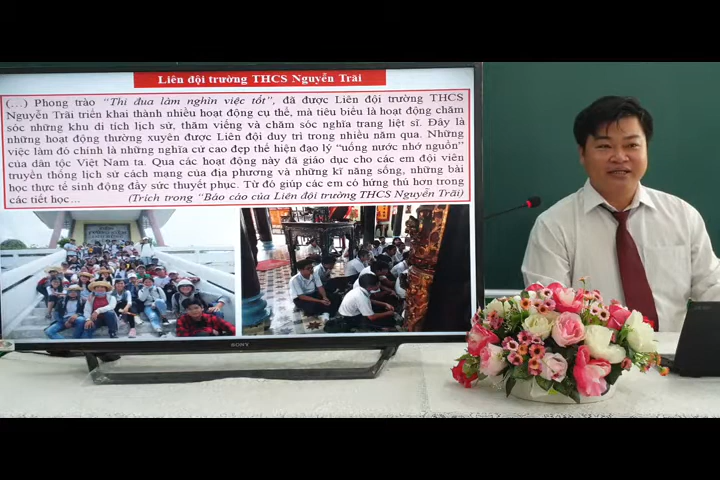 Liên đội trường THCS Nguyễn Trãi
(…) Phong trào "Thi đua làm nghìn việc tốt", đã được Liên đội trường THCS
Nguyễn Trãi triển khai thành nhiều hoạt động cụ thể, mà tiêu biểu là hoạt động chăm
sóc những khu di tích lịch sử, thăm viếng và chăm sóc nghĩa trang liệt sĩ. Đây là
những hoạt động thường xuyên được Liên đội duy trì trong nhiều năm qua. Những
việc làm đó chính là những nghĩa cử cao đẹp thể hiện đạo lý "uống nước nhớ nguồn"
của dân tộc Việt Nam ta. Qua các hoạt động này đã giáo dục cho các em đội viên
truyền thống lịch sử cách mạng của địa phương và những kĩ năng sống, những bài
học thực tế sinh động đầy sức thuyết phục. Từ đó giúp các em có hứng thú hơn trong
các tiết học…
(Trích trong "Báo cáo của Liên đội trường THCS Nguyễn Trãi)
SONY